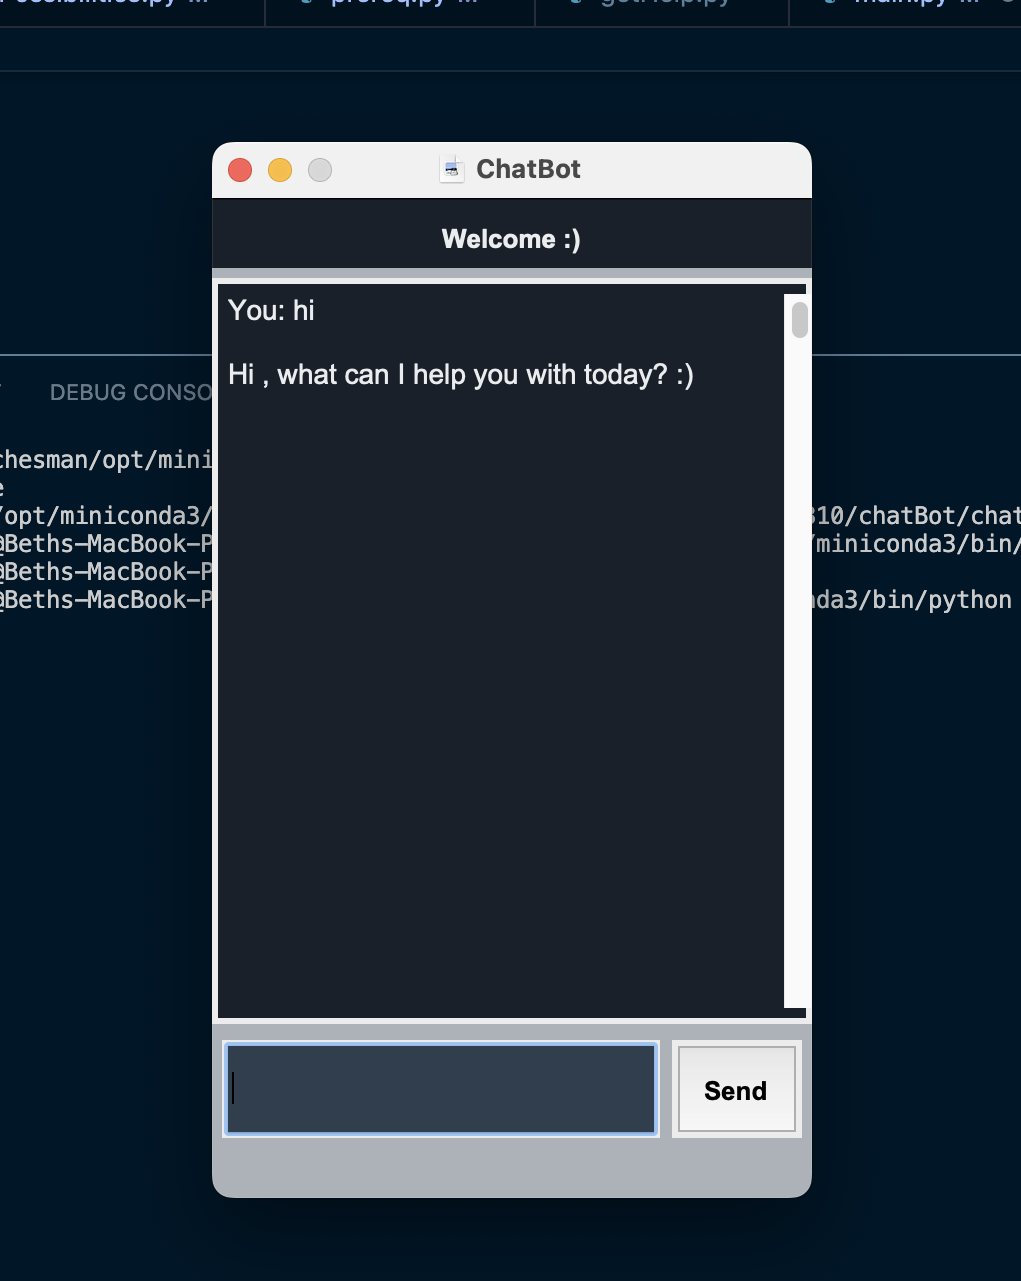 prereq.py
getHelp.py
main.py
ChatBot
Welcome :)
You: hi
Hi , what can I help you with today? :)
DEBUG CONSO
chesman/opt/mini
e
/opt/miniconda3/
310/chatBot/chat
@Beths-MacBook-P
/miniconda3/bin/
@Beths-MacBook-P
@Beths-MacBook-P
nda3/bin/python
Send